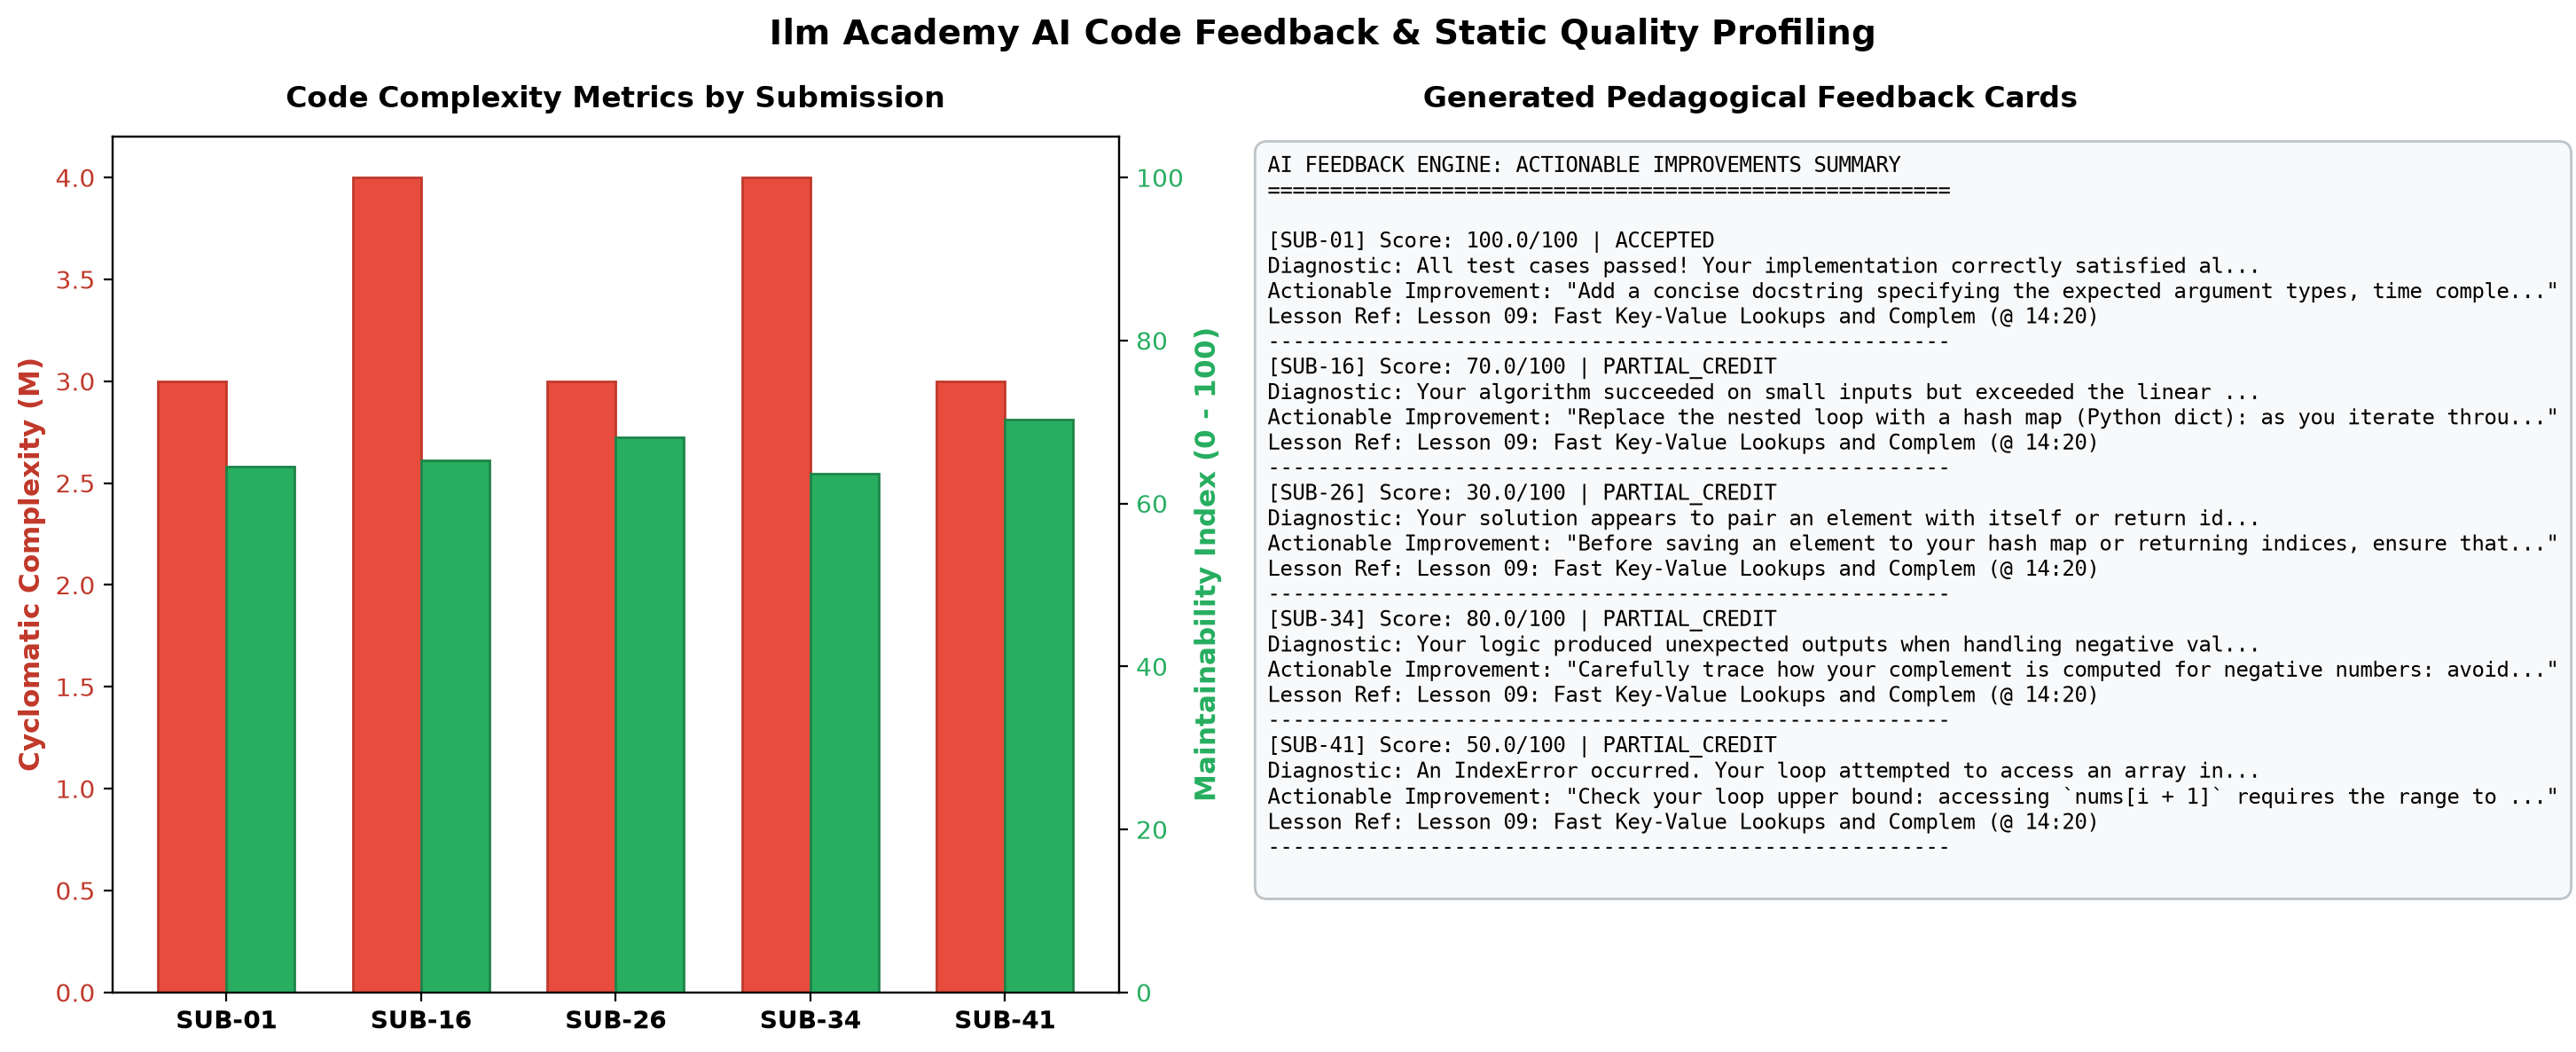 Ilm Academy AI Code Feedback & Static Quality Profiling
Code Complexity Metrics by Submission
Cyclomatic Complexity (M)
4.0
3.5
3.0
2.5
2.0
1.5
1.0
0.5
0.0
SUB-01
SUB-16
SUB-26
SUB-34
SUB-41
100
80
60
40
20
0
Maintainability Index (0 - 100)
Generated Pedagogical Feedback Cards
AI FEEDBACK ENGINE: ACTIONABLE IMPROVEMENTS SUMMARY
=======================================================
[SUB-01] Score: 100.0/100 | ACCEPTED
Diagnostic: All test cases passed! Your implementation correctly satisfied al...
Actionable Improvement: "Add a concise docstring specifying the expected argument types, time comple..."
Lesson Ref: Lesson 09: Fast Key-Value Lookups and Complem (@ 14:20)
-------------------------------------------------------
[SUB-16] Score: 70.0/100 | PARTIAL_CREDIT
Diagnostic: Your algorithm succeeded on small inputs but exceeded the linear ...
Actionable Improvement: "Replace the nested loop with a hash map (Python dict): as you iterate throu..."
Lesson Ref: Lesson 09: Fast Key-Value Lookups and Complem (@ 14:20)
-------------------------------------------------------
[SUB-26] Score: 30.0/100 | PARTIAL_CREDIT
Diagnostic: Your solution appears to pair an element with itself or return id...
Actionable Improvement: "Before saving an element to your hash map or returning indices, ensure that..."
Lesson Ref: Lesson 09: Fast Key-Value Lookups and Complem (@ 14:20)
-------------------------------------------------------
[SUB-34] Score: 80.0/100 | PARTIAL_CREDIT
Diagnostic: Your logic produced unexpected outputs when handling negative val...
Actionable Improvement: "Carefully trace how your complement is computed for negative numbers: avoid..."
Lesson Ref: Lesson 09: Fast Key-Value Lookups and Complem (@ 14:20)
-------------------------------------------------------
[SUB-41] Score: 50.0/100 | PARTIAL_CREDIT
Diagnostic: An IndexError occurred. Your loop attempted to access an array in...
Actionable Improvement: "Check your loop upper bound: accessing `nums[i + 1]` requires the range to ..."
Lesson Ref: Lesson 09: Fast Key-Value Lookups and Complem (@ 14:20)
-------------------------------------------------------